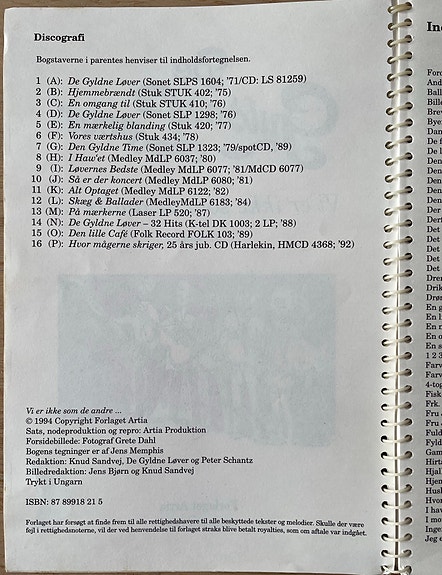 Discografi
Bogstaverne i parentes henviser til indholdsfortegnelsen.
1 (A): De Gyldne Løver (Sonet SLPS 1604; '71/CD: LS 81259)
2 (B): Hjemmebrændt (Stuk STUK 402; '75)
3 (C): En omgang til (Stuk STUK 410; '76)
4 (D): De Gyldne Løver (Sonet SLP 1298; '76)
5 (E): En mærkelig blanding (Stuk STUK 420; '77)
6 (F): Vores værtshus (Stuk 434; '78)
7 (G): Den Gyldne Time (Sonet SLP 1323; '79/spotCD, '89)
8 (H): I Haw'et (Medley MdLP 6037; '80)
9 (I): Løvernes Bedste (Medley MdLP 6077; '81/MdCD 6077)
10 (J): Så er der koncert (Medley MdLP 6080; '81)
11 (K): Alt Optaget (Medley MdLP 6122; '82)
12 (L): Skæg & Ballader (MedleyMdLP 6183; '84)
13 (M): På mærkerne (Laser LP 520; '87)
14 (N): De Gyldne Løver – 32 Hits (K-tel DK 1003; 2 LP; '88)
15 (O): Den lille Café (Folk Record FOLK 103; '89)
16 (P): Hvor mågerne skriger, 25 års jub. CD (Harlekin, HMCD 4368; '92)
Vi er ikke som de andre ...
© 1994 Copyright Forlaget Artia
Sats, nodeproduktion og repro: Artia Produktion
Forsidebillede: Fotograf Grete Dahl
Bogens tegninger er af Jens Memphis
Redaktion: Knud Sandvej, De Gyldne Løver og Peter Schantz
Billedredaktion: Jens Bjørn og Knud Sandvej
Trykt i Ungarn
ISBN: 87 89918 21 5
Forlaget har forsøgt at finde frem til alle rettighedshavere til alle beskyttede tekster og melodier. Skulle der være
fejl i rettighedsnoterne, vil der ved henvendelse til forlaget straks blive betalt royalties, som om aftale var indgået.